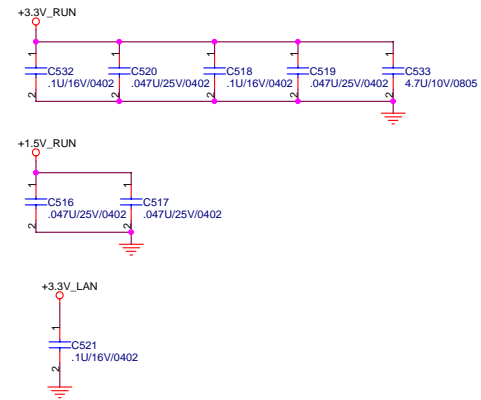 +3.3V_RUN
1 1 1 1 1
C532 C520 C518 C519 C533
.1U/16V/0402 .047U/25V/0402 .1U/16V/0402 .047U/25V/0402 4.7U/10V/0805
2 2 2 2 2
+1.5V_RUN
1 1
C516 C517
.047U/25V/0402 .047U/25V/0402
2 2
+3.3V_LAN
1
C521
.1U/16V/0402
2